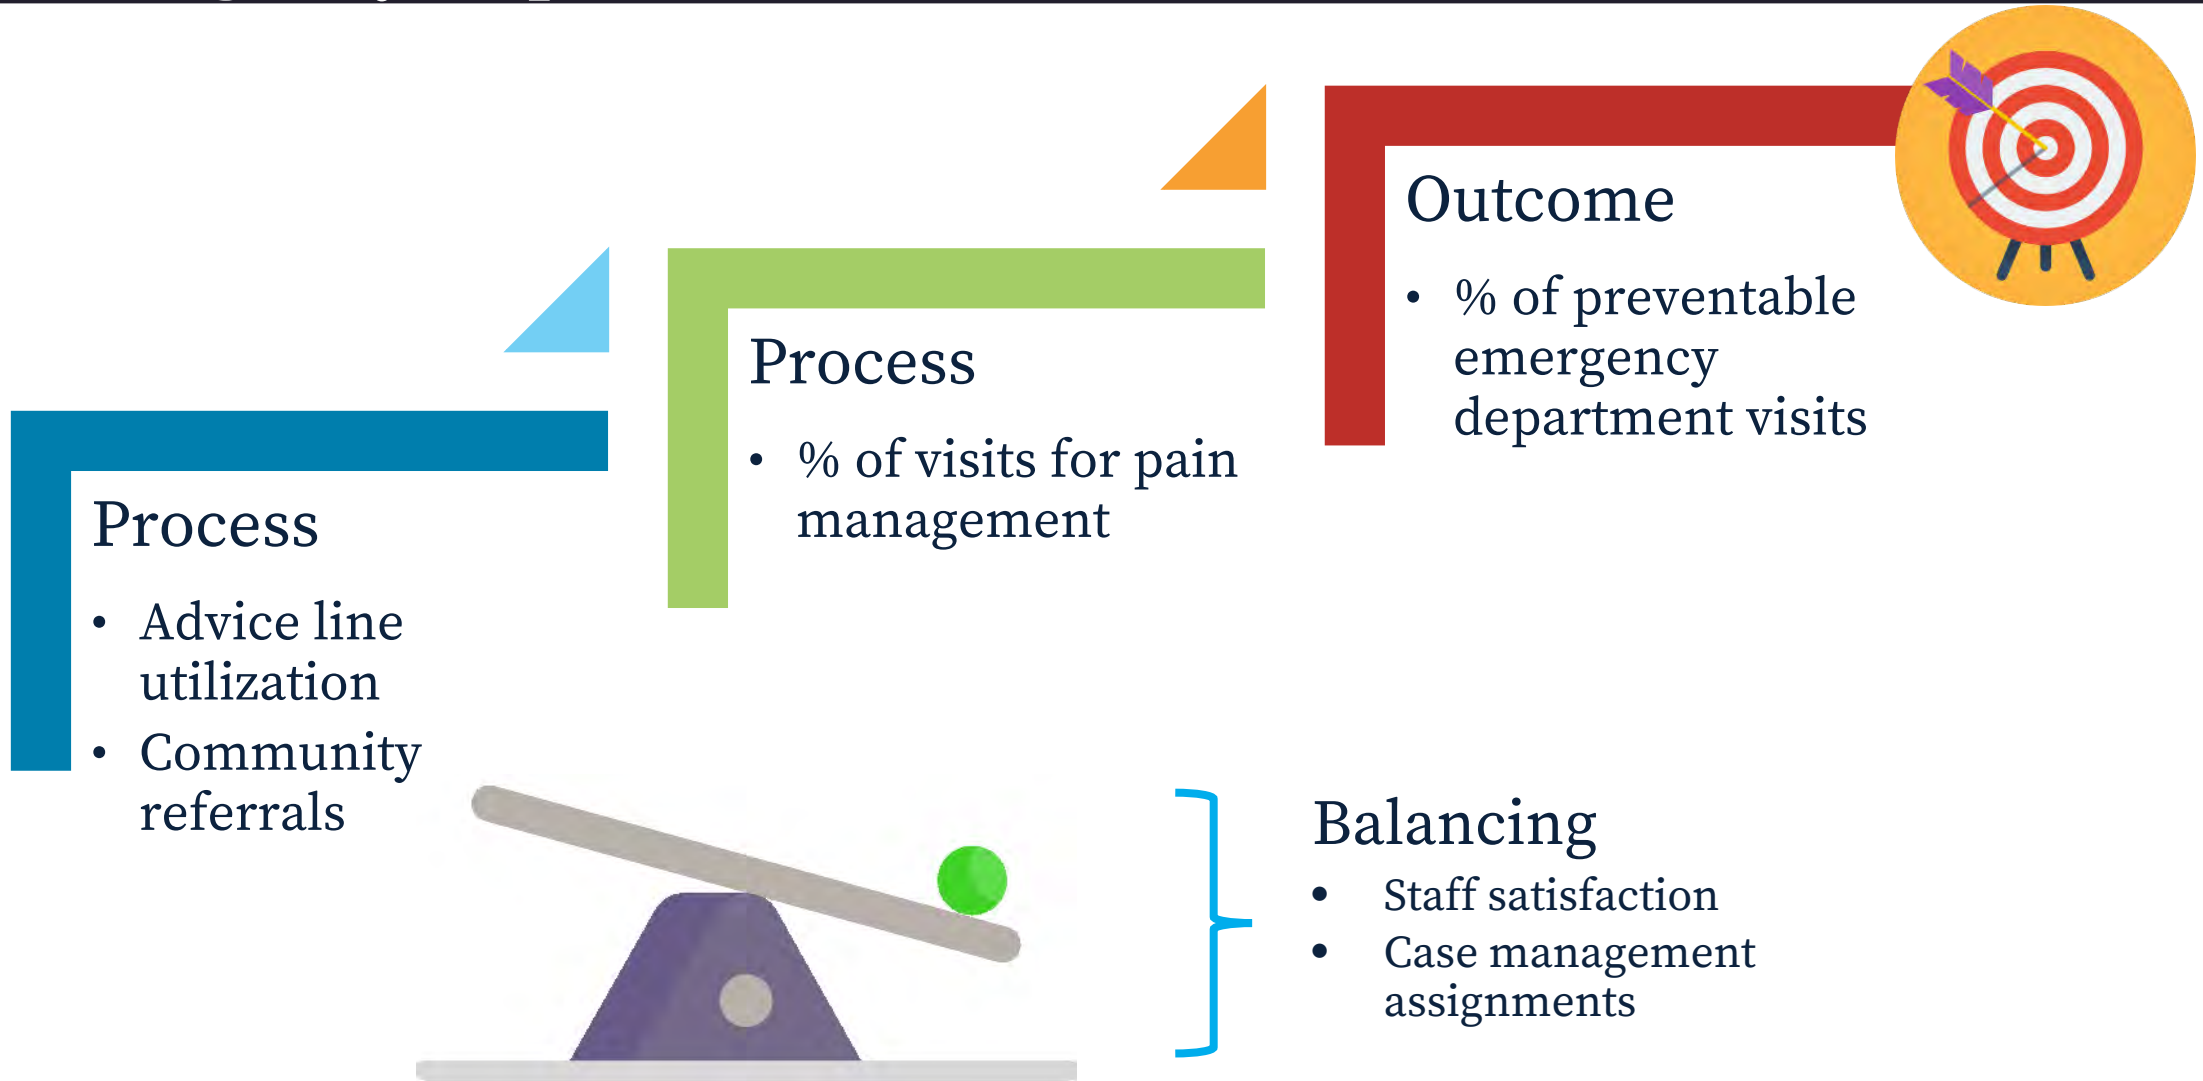 Process
• Advice line
utilization
• Community
referrals
Process
• % of visits for pain
management
Outcome
• % of preventable
emergency
department visits
Balancing
• Staff satisfaction
• Case management
assignments